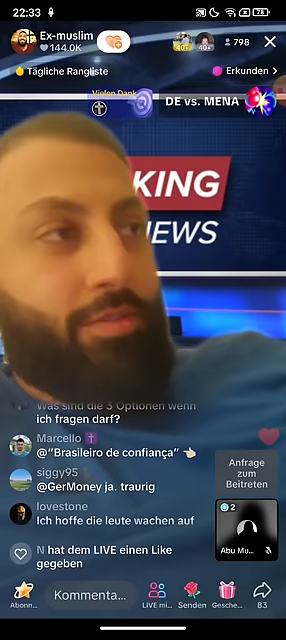 22:33
78
Ex-muslim
144.0K
40+
40+
798
Tägliche Rangliste
Erkunden >
Vielen Dank
DE vs. MENA
KING
NEWS
Was sind die 3 Optionen wenn
ich fragen darf?
Marcello
@“Brasileiro de confiança”
siggy95
@GerMoney ja. traurig
lovestone
Ich hoffe die leute wachen auf
N hat dem LIVE einen Like
gegeben
Anfrage
zum
Beitreten
2
Abu Mu...
Abonn...
Kommenta...
LIVE mi...
Senden
Gesche...
83